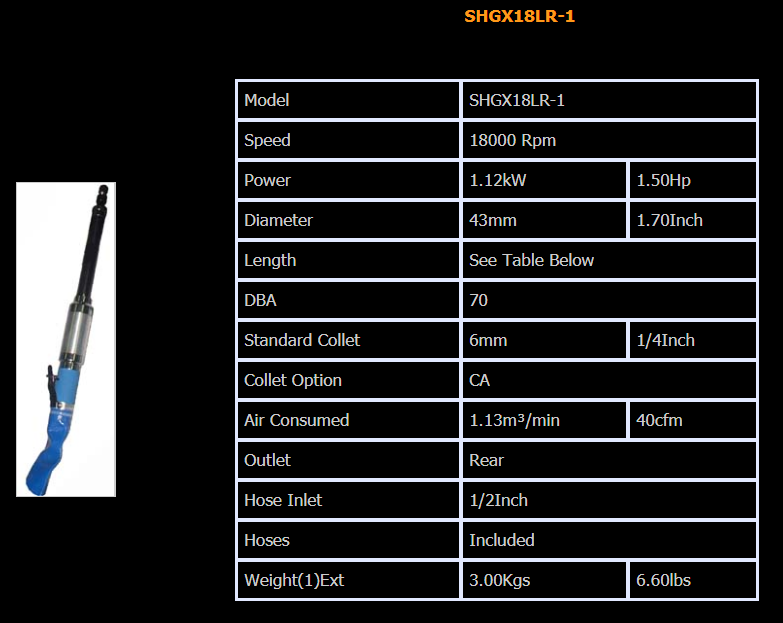 SHGX18LR-1
Model SHGX18LR-1
Speed 18000 Rpm
Power 1.12kW 1.50Hp
Diameter 43mm 1.70Inch
Length See Table Below
DBA 70
Standard Collet 6mm 1/4Inch
Collet Option CA
Air Consumed 1.13m³/min 40cfm
Outlet Rear
Hose Inlet 1/2Inch
Hoses Included
Weight(1)Ext 3.00Kgs 6.60lbs